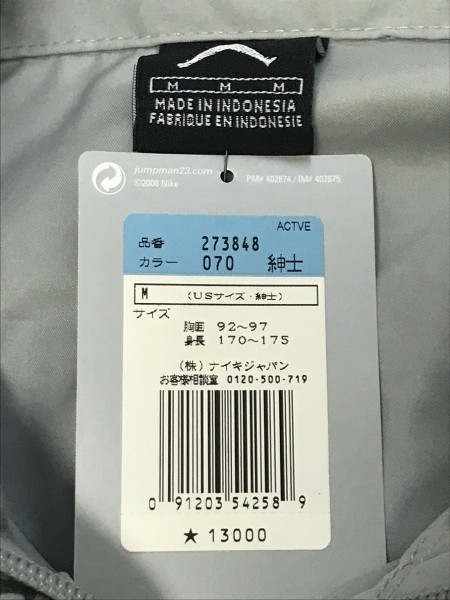 M M M
MADE IN INDONESIA
FABRIQUE EN INDONESIE
jumpman23.com
©2006 Nike
PM# 402874 / IM# 402875
ACTVE
品番 273848
カラー 070 紳士
M (USサイズ・紳士)
サイズ
胸囲 92～97
身長 170～175
(株)ナイキジャパン
お客様相談室 0120-500-719
0 91203 54258 9
★ 13000